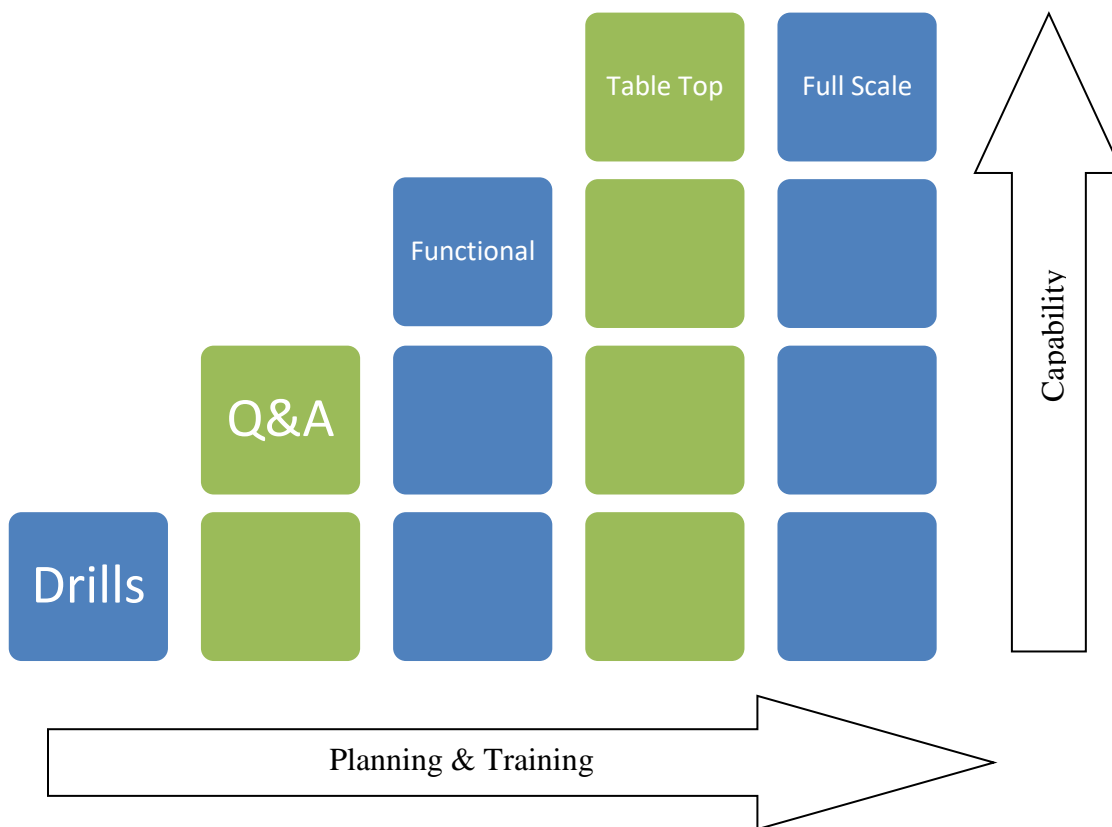 Table Top
Full Scale
Functional
Capability
Q&A
Drills
Planning & Training